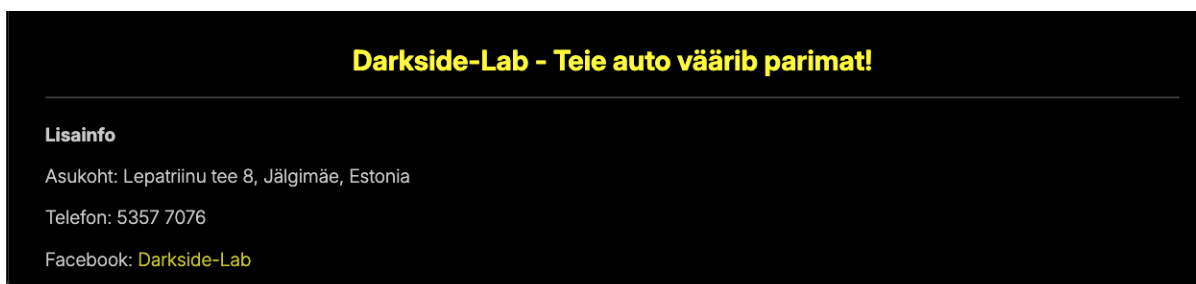 Darkside-Lab - Teie auto väärib parimat!
Lisainfo
Asukoht: Lepatriinu tee 8, Jälgimäe, Estonia
Telefon: 5357 7076
Facebook: Darkside-Lab